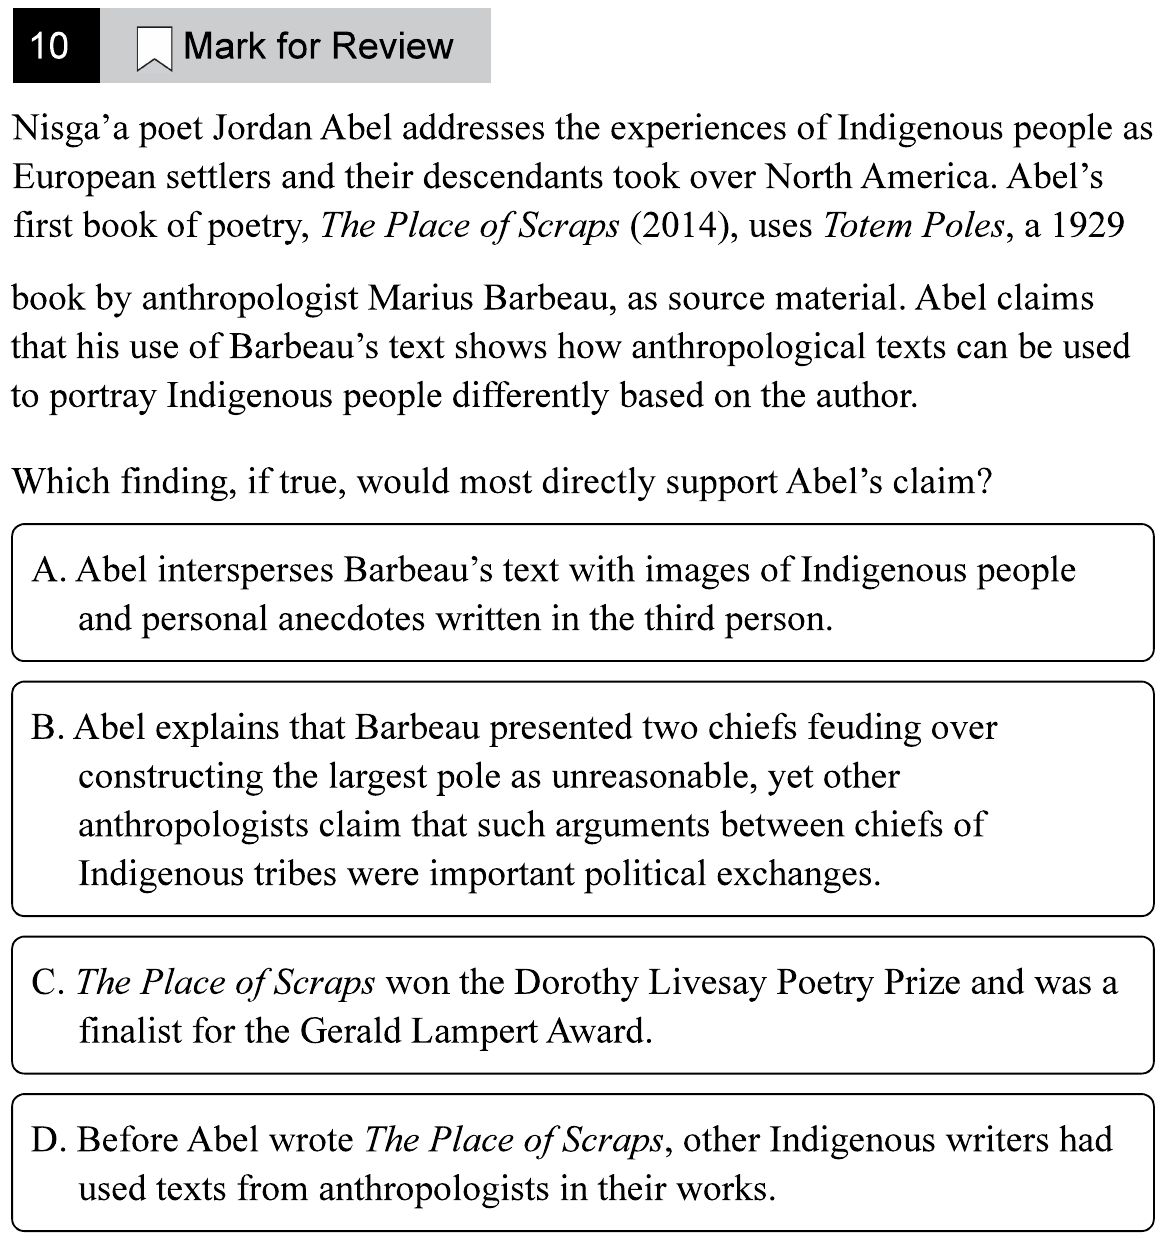 10 Mark for Review
Nisga’a poet Jordan Abel addresses the experiences of Indigenous people as
European settlers and their descendants took over North America. Abel’s
first book of poetry, The Place of Scraps (2014), uses Totem Poles, a 1929
book by anthropologist Marius Barbeau, as source material. Abel claims
that his use of Barbeau’s text shows how anthropological texts can be used
to portray Indigenous people differently based on the author.
Which finding, if true, would most directly support Abel’s claim?
A. Abel intersperses Barbeau’s text with images of Indigenous people
and personal anecdotes written in the third person.
B. Abel explains that Barbeau presented two chiefs feuding over
constructing the largest pole as unreasonable, yet other
anthropologists claim that such arguments between chiefs of
Indigenous tribes were important political exchanges.
C. The Place of Scraps won the Dorothy Livesay Poetry Prize and was a
finalist for the Gerald Lampert Award.
D. Before Abel wrote The Place of Scraps, other Indigenous writers had
used texts from anthropologists in their works.